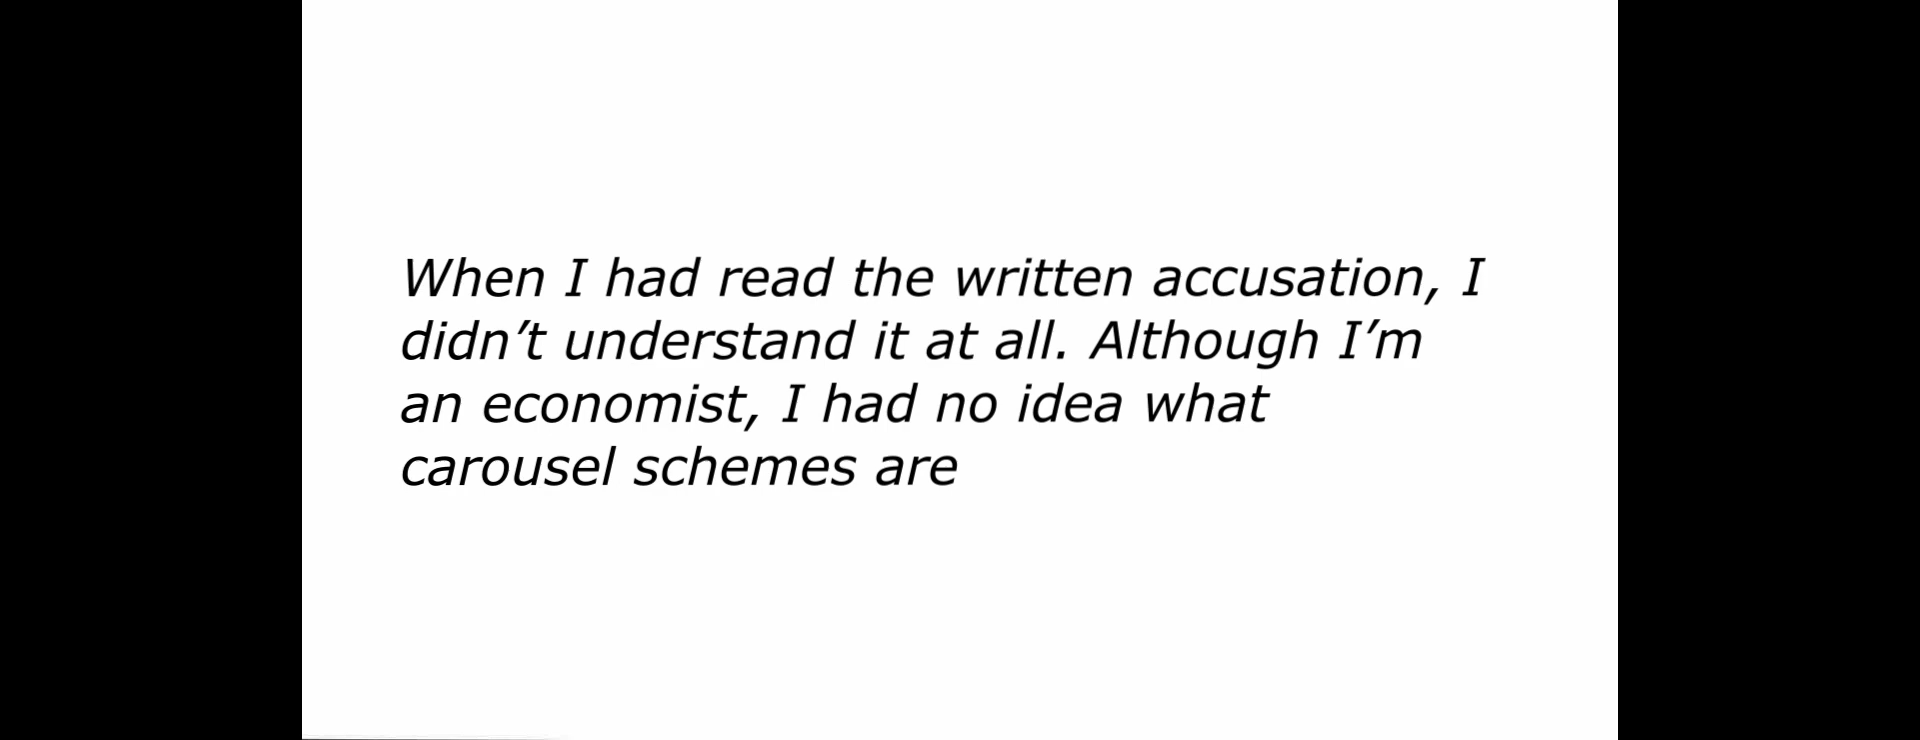 When I had read the written accusation, I
didn’t understand it at all. Although I’m
an economist, I had no idea what
carousel schemes are